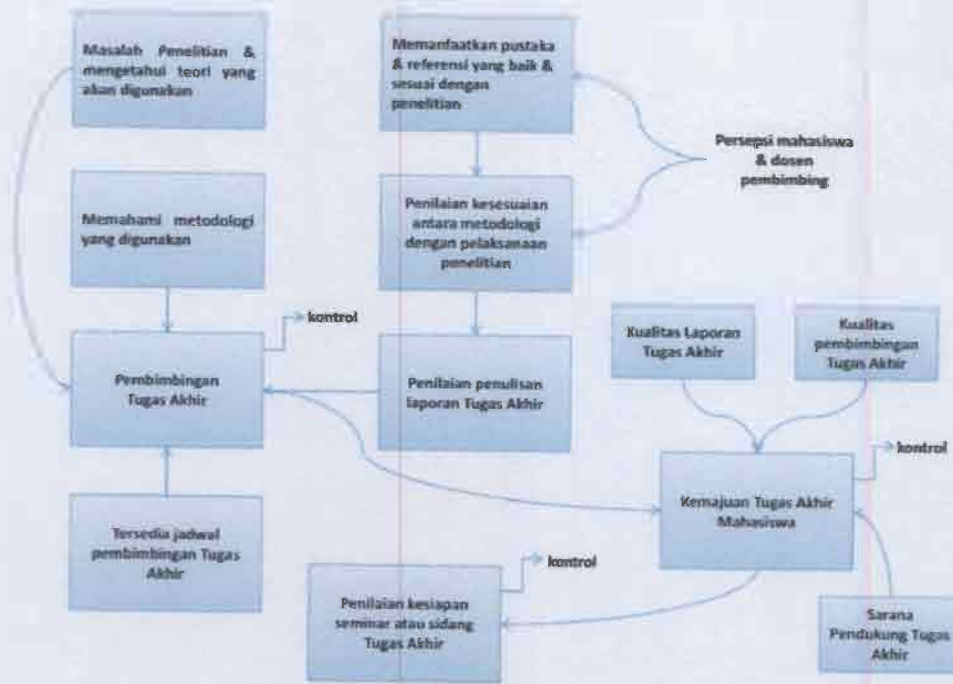 Masalah Penelitian &
mengetahui teori yang
akan digunakan
Memanfaatkan pustaka
& referensi yang baik &
sesuai dengan
penelitian
Persepsi mahasiswa
& dosen
pembimbing
Memahami metodologi
yang digunakan
Penilaian kesesuaian
antara metodologi
dengan pelaksanaan
penelitian
kontrol
Kualitas Laporan
Tugas Akhir
Kualitas
pembimbingan
Tugas Akhir
Pembimbingan
Tugas Akhir
Penilaian penulisan
laporan Tugas Akhir
kontrol
Kemajuan Tugas Akhir
Mahasiswa
Tersedia jadwal
pembimbingan Tugas
Akhir
kontrol
Penilaian kesiapan
seminar atau sidang
Tugas Akhir
Sarana
Pendukung Tugas
Akhir